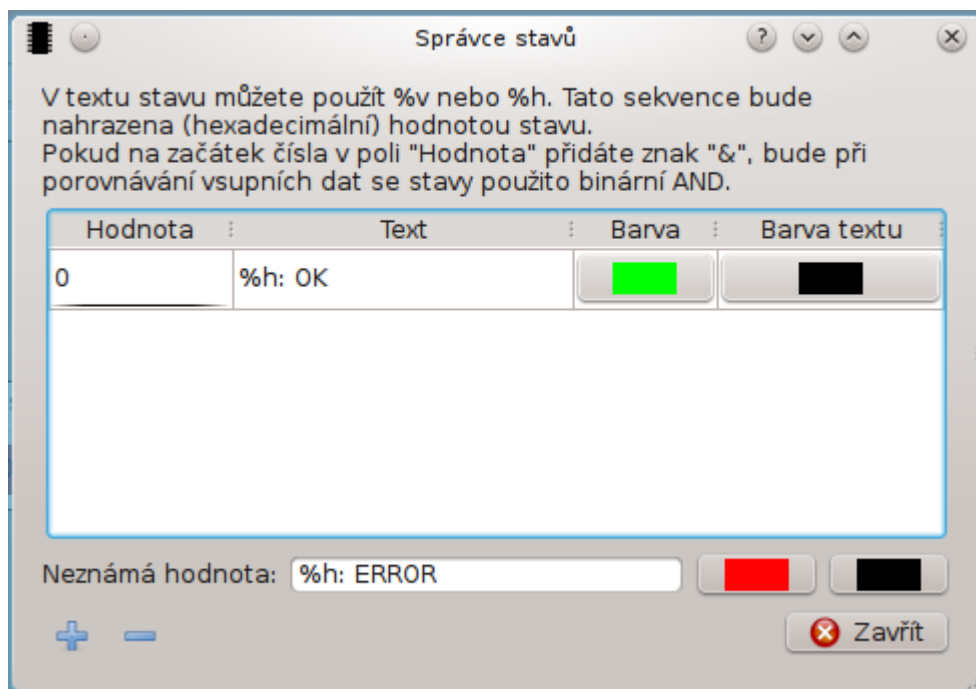 Správce stavů
V textu stavu můžete použít %v nebo %h. Tato sekvence bude
nahrazena (hexadecimální) hodnotou stavu.
Pokud na začátek čísla v poli "Hodnota" přidáte znak "&", bude při
porovnávání vsupních dat se stavy použito binární AND.
Hodnota Text Barva Barva textu
0 %h: OK
Neznámá hodnota: %h: ERROR
Zavřít